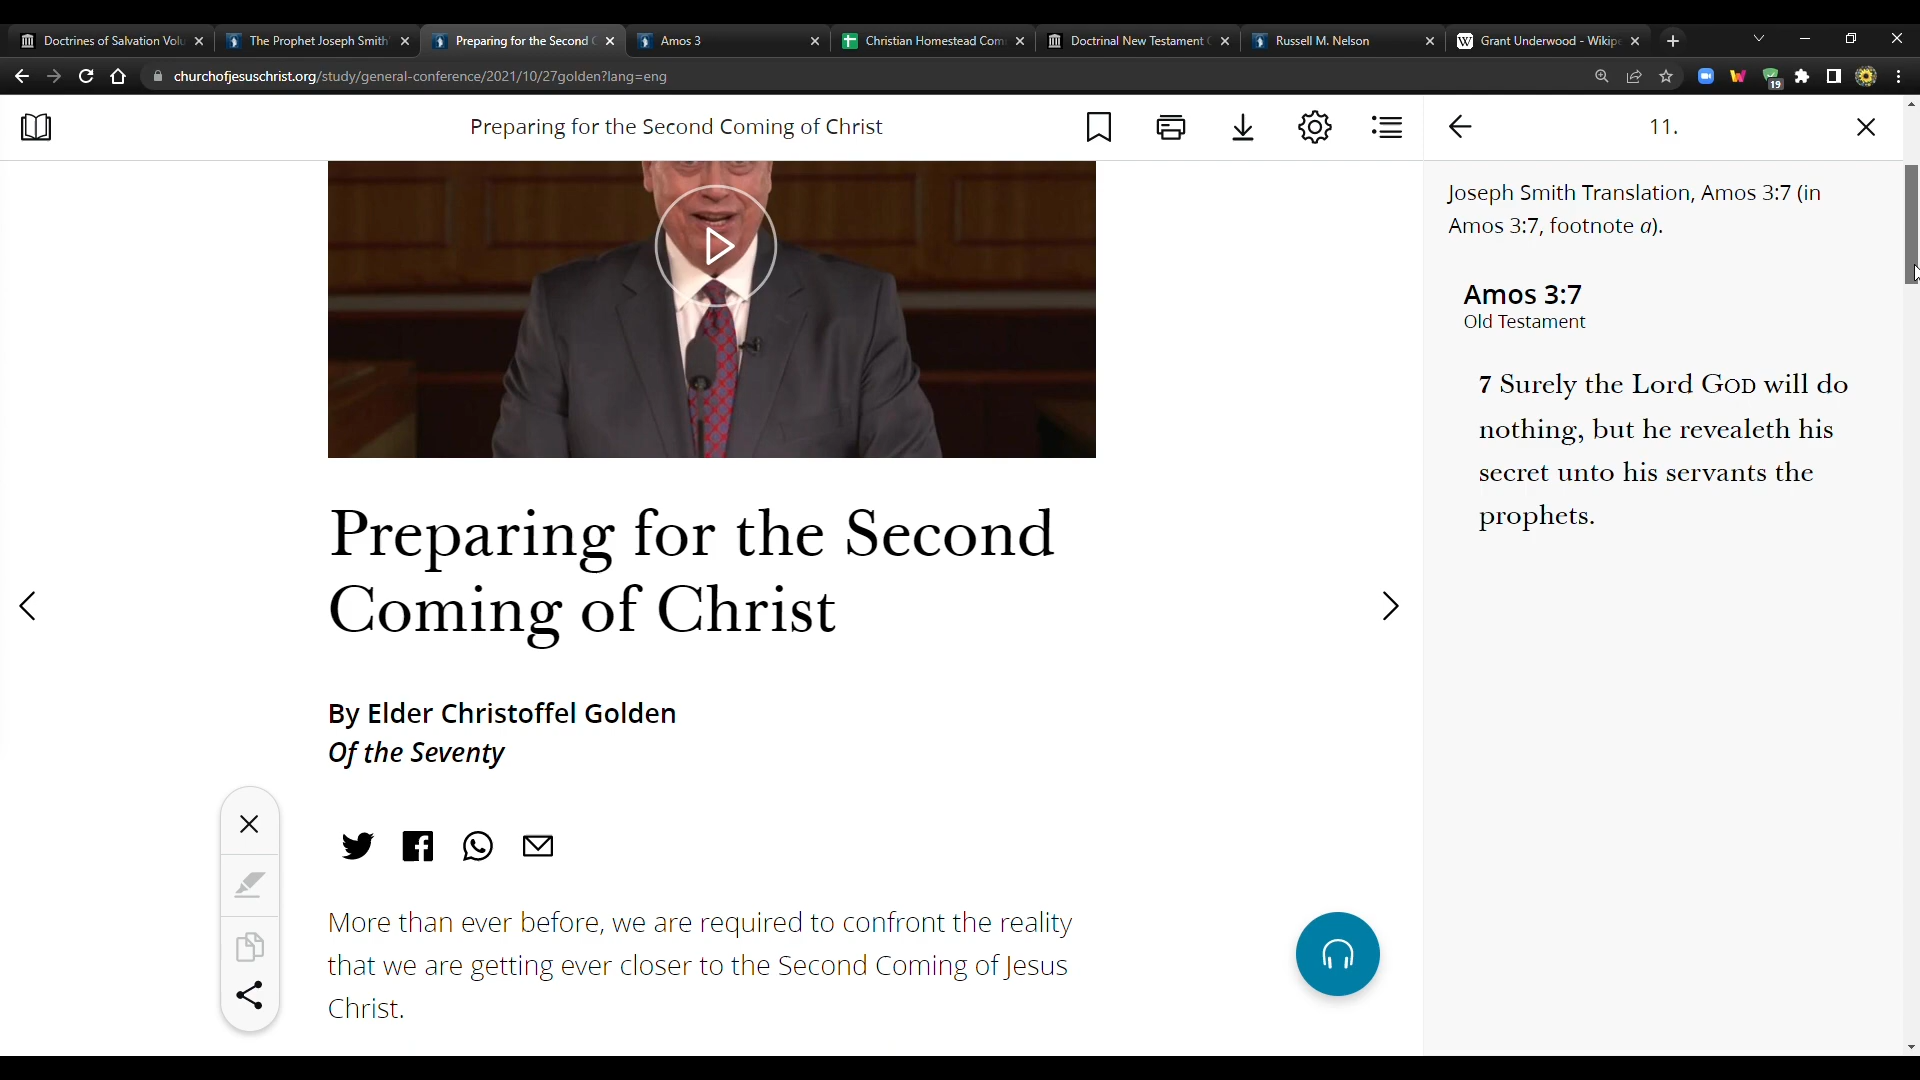 Doctrines of Salvation Volu
The Prophet Joseph Smith
Preparing for the Second C
Amos 3
Christian Homestead Com
Doctrinal New Testament C
Russell M. Nelson
Grant Underwood - Wikipe
churchofjesuschrist.org/study/general-conference/2021/10/27golden?lang=eng
19
Preparing for the Second Coming of Christ
11.
Joseph Smith Translation, Amos 3:7 (in
Amos 3:7, footnote a).
Amos 3:7
Old Testament
7 Surely the Lord GOD will do
nothing, but he revealeth his
secret unto his servants the
prophets.
Preparing for the Second
Coming of Christ
By Elder Christoffel Golden
Of the Seventy
More than ever before, we are required to confront the reality
that we are getting ever closer to the Second Coming of Jesus
Christ.